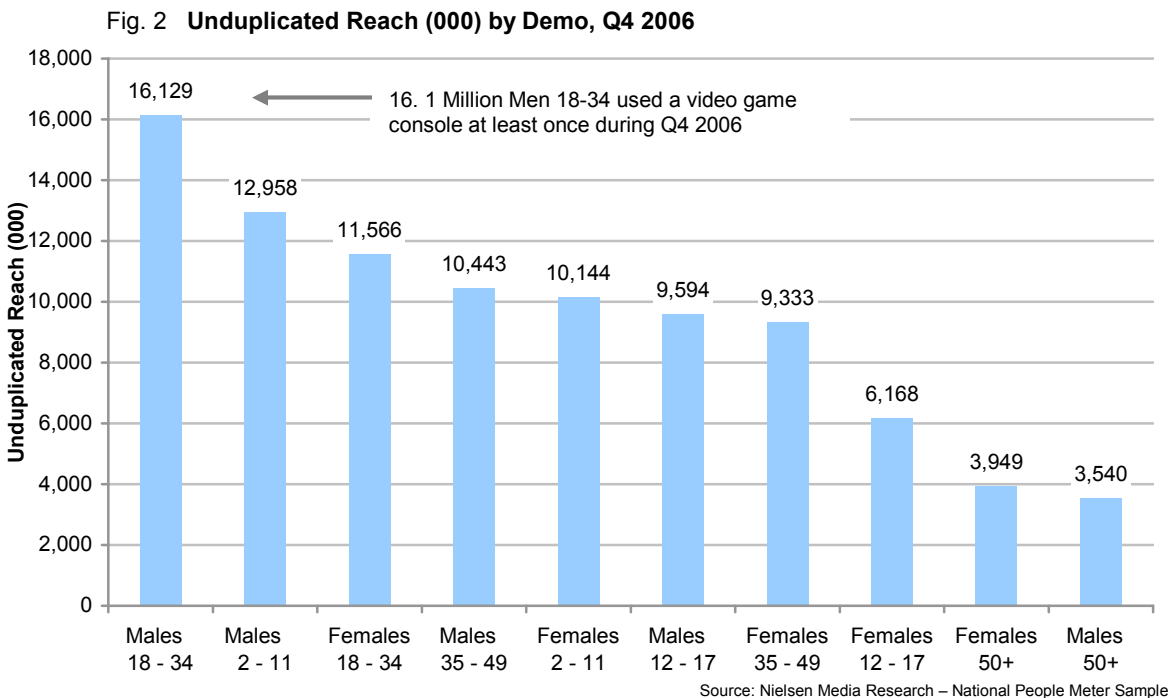 Fig. 2 Unduplicated Reach (000) by Demo, Q4 2006
18,000
16,000
14,000
12,000
10,000
8,000
6,000
4,000
2,000
0
Unduplicated Reach (000)
16. 1 Million Men 18-34 used a video game
console at least once during Q4 2006
16,129
12,958
11,566
10,443
10,144
9,594
9,333
6,168
3,949
3,540
Males
18 - 34
Males
2 - 11
Females
18 - 34
Males
35 - 49
Females
2 - 11
Males
12 - 17
Females
35 - 49
Females
12 - 17
Females
50+
Males
50+
Source: Nielsen Media Research – National People Meter Sample